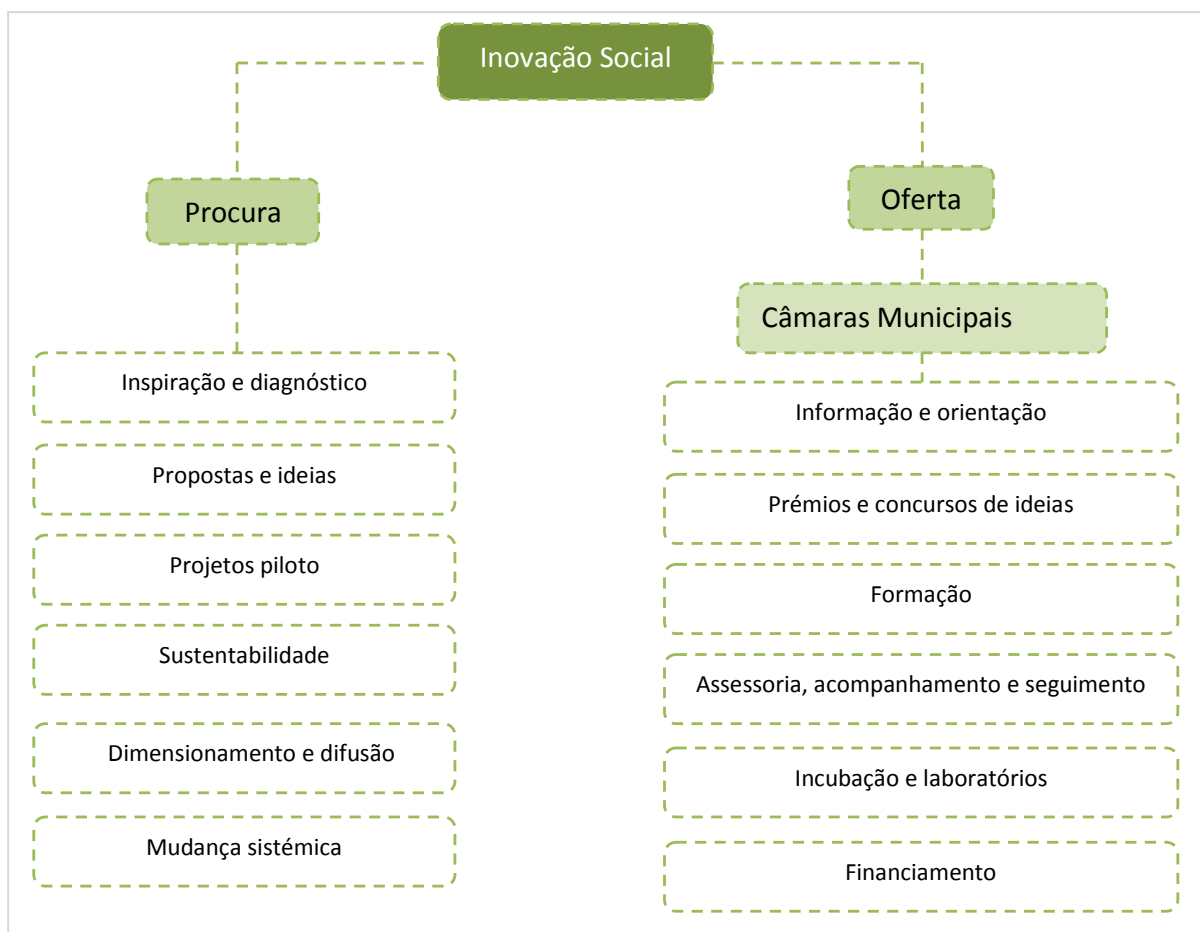 Inovação Social
Procura
Inspiração e diagnóstico
Propostas e ideias
Projetos piloto
Sustentabilidade
Dimensionamento e difusão
Mudança sistémica
Oferta
Câmaras Municipais
Informação e orientação
Prémios e concursos de ideias
Formação
Assessoria, acompanhamento e seguimento
Incubação e laboratórios
Financiamento